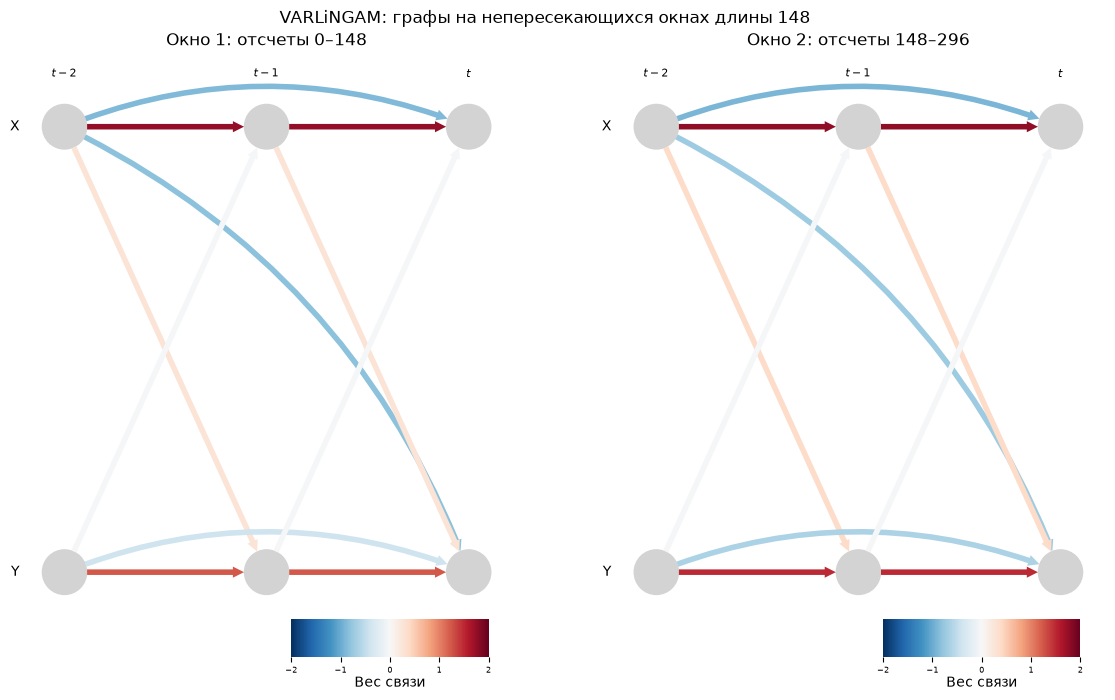 VARLiNGAM: графы на непересекающихся окнах длины 148
Окно 1: отсчеты 0–148
Окно 2: отсчеты 148–296
t − 2
t − 1
t
t − 2
t − 1
t
X
X
Y
Y
−2 −1 0 1 2
Вес связи
−2 −1 0 1 2
Вес связи